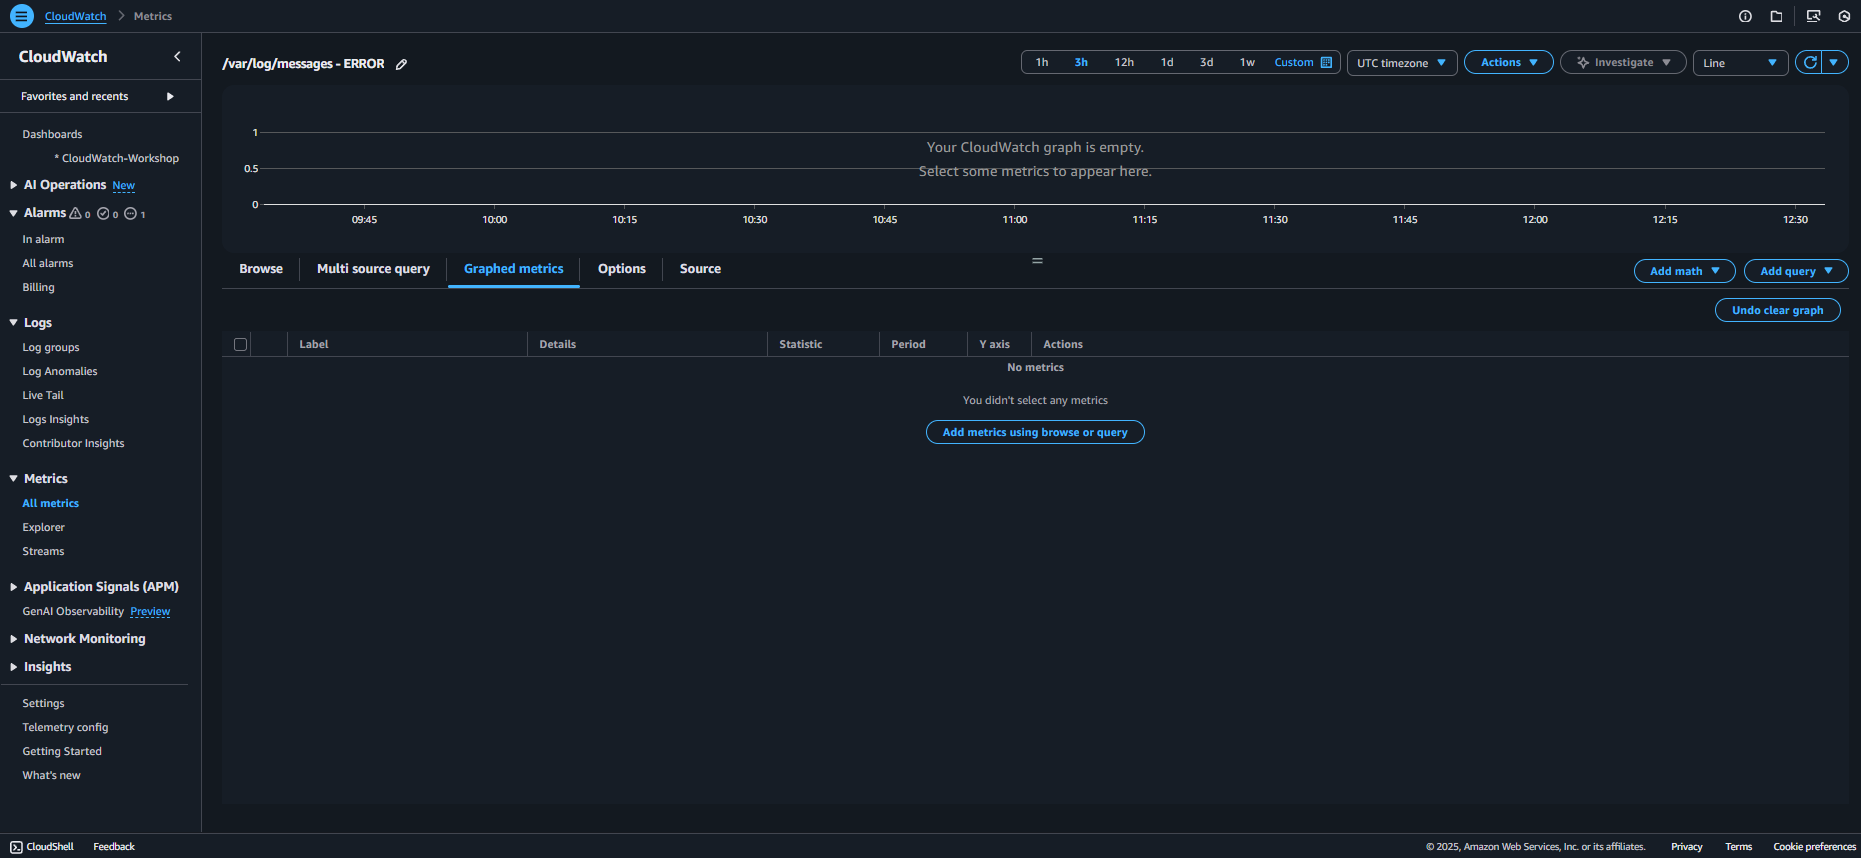 CloudWatch > Metrics
CloudWatch
Favorites and recents
Dashboards
* CloudWatch-Workshop
AI Operations New
Alarms 0 0 1
In alarm
All alarms
Billing
Logs
Log groups
Log Anomalies
Live Tail
Logs Insights
Contributor Insights
Metrics
All metrics
Explorer
Streams
Application Signals (APM)
GenAI Observability Preview
Network Monitoring
Insights
Settings
Telemetry config
Getting Started
What's new
/var/log/messages - ERROR
1h 3h 12h 1d 3d 1w Custom UTC timezone Actions Investigate Line
1
Your CloudWatch graph is empty.
0.5
Select some metrics to appear here.
0
09:45 10:00 10:15 10:30 10:45 11:00 11:15 11:30 11:45 12:00 12:15 12:30
Browse Multi source query Graphed metrics Options Source
Add math Add query
Undo clear graph
Label Details Statistic Period Y axis Actions
No metrics
You didn't select any metrics
Add metrics using browse or query
CloudShell Feedback
© 2025, Amazon Web Services, Inc. or its affiliates. Privacy Terms Cookie preferences